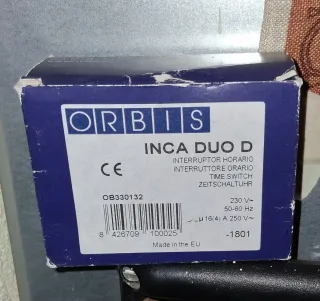 ORBIS
INCA DUO D
INTERRUPTOR HORARIO
INTERRUTTORE ORARIO
TIME SWITCH
ZEITSCHALTUHR
CE
OB330132
230 V~
50-60 Hz
µ16(4) A 250 V~
8 426709 100025
-1801
Made in the EU